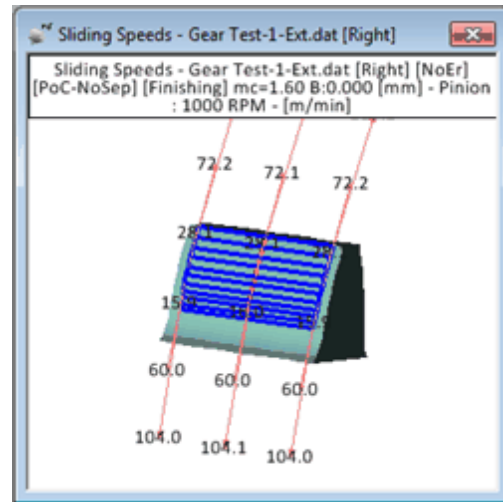 Sliding Speeds - Gear Test-1-Ext.dat [Right]
Sliding Speeds - Gear Test-1-Ext.dat [Right] [NoEr]
[PoC-NoSep] [Finishing] mc=1.60 B:0.000 [mm] - Pinion
: 1000 RPM - [m/min]
72.2 72.1 72.2
28.1
60.0 60.0 60.0
104.0 104.1 104.0